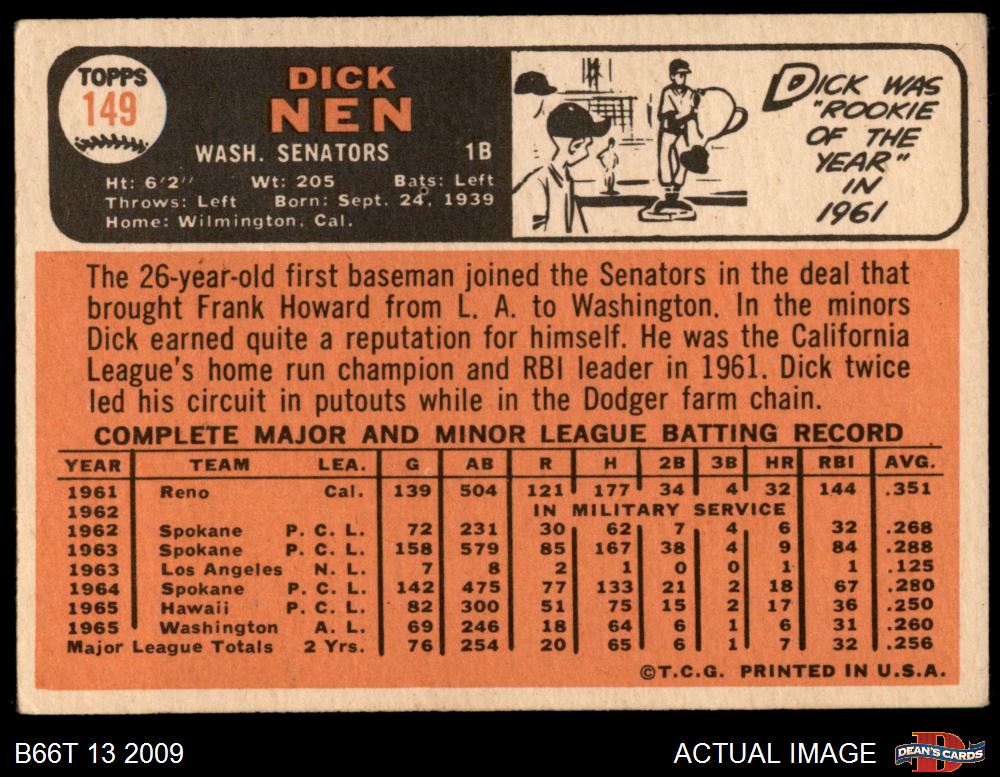 TOPPS
149
DICK
NEN
WASH. SENATORS 1B
Ht: 6'2" Wt: 205 Bats: Left
Throws: Left Born: Sept. 24, 1939
Home: Wilmington, Cal.
DICK WAS
"ROOKIE
OF THE
YEAR"
IN
1961
The 26-year-old first baseman joined the Senators in the deal that
brought Frank Howard from L. A. to Washington. In the minors
Dick earned quite a reputation for himself. He was the California
League's home run champion and RBI leader in 1961. Dick twice
led his circuit in putouts while in the Dodger farm chain.
COMPLETE MAJOR AND MINOR LEAGUE BATTING RECORD
YEAR TEAM LEA. G AB R H 2B 3B HR RBI AVG.
1961 Reno Cal. 139 504 121 177 34 4 32 144 .351
1962 IN MILITARY SERVICE
1962 Spokane P. C. L. 72 231 30 62 7 4 6 32 .268
1963 Spokane P. C. L. 158 579 85 167 38 4 9 84 .288
1963 Los Angeles N. L. 7 8 2 1 0 0 1 1 .125
1964 Spokane P. C. L. 142 475 77 133 21 2 18 67 .280
1965 Hawaii P. C. L. 82 300 51 75 15 2 17 36 .250
1965 Washington A. L. 69 246 18 64 6 1 6 31 .260
Major League Totals 2 Yrs. 76 254 20 65 6 1 7 32 .256
©T.C.G. PRINTED IN U.S.A.
B66T 13 2009
ACTUAL IMAGE
DEAN'S CARDS